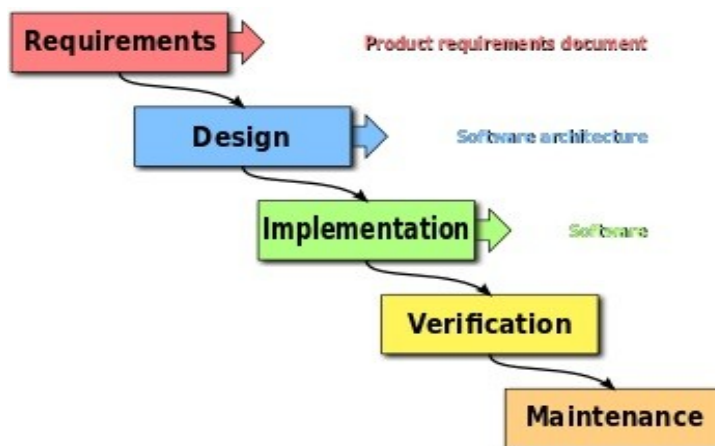 Requirements
Product requirements document
Design
Software architecture
Implementation
Software
Verification
Maintenance